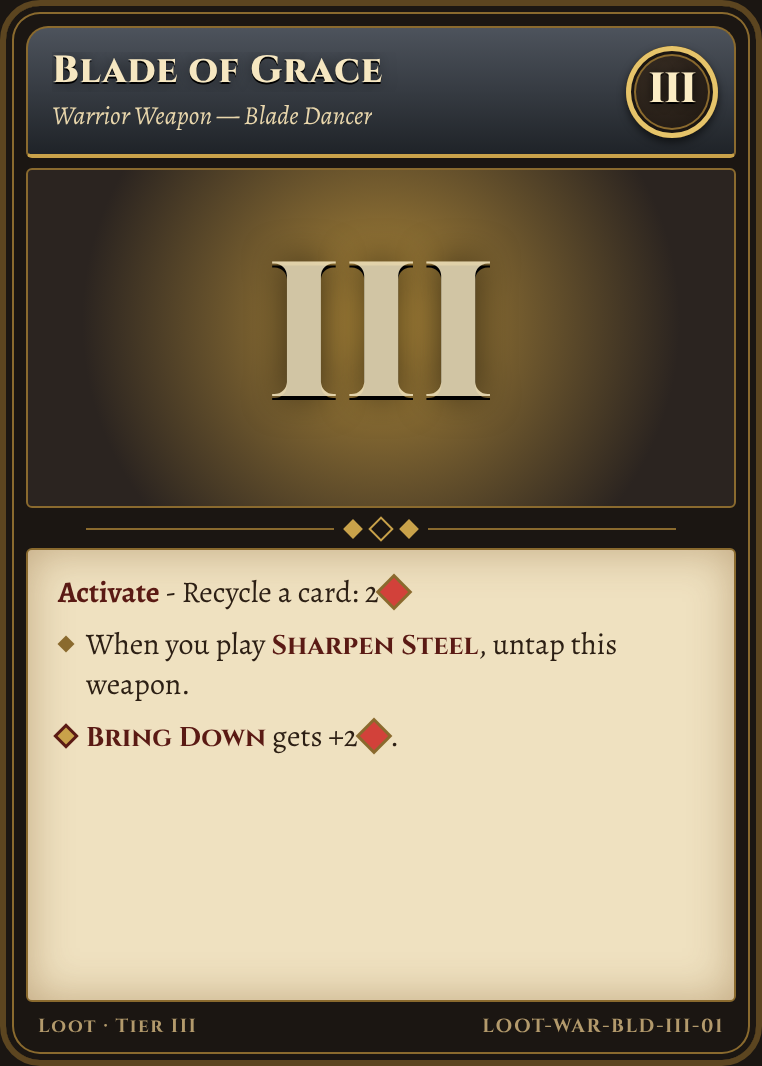 Blade of Grace
Warrior Weapon — Blade Dancer
III
III
Activate - Recycle a card: 2
When you play Sharpen Steel, untap this
weapon.
Bring Down gets +2.
Loot · Tier III
LOOT-WAR-BLD-III-01